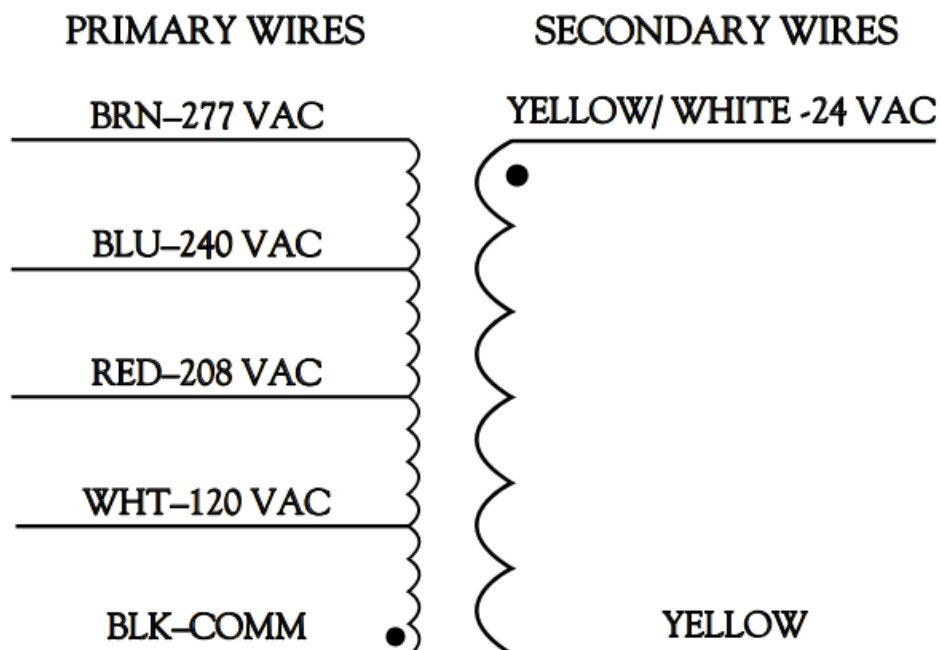 PRIMARY WIRES
SECONDARY WIRES
BRN–277 VAC
YELLOW/ WHITE -24 VAC
BLU–240 VAC
RED–208 VAC
WHT–120 VAC
BLK–COMM
YELLOW